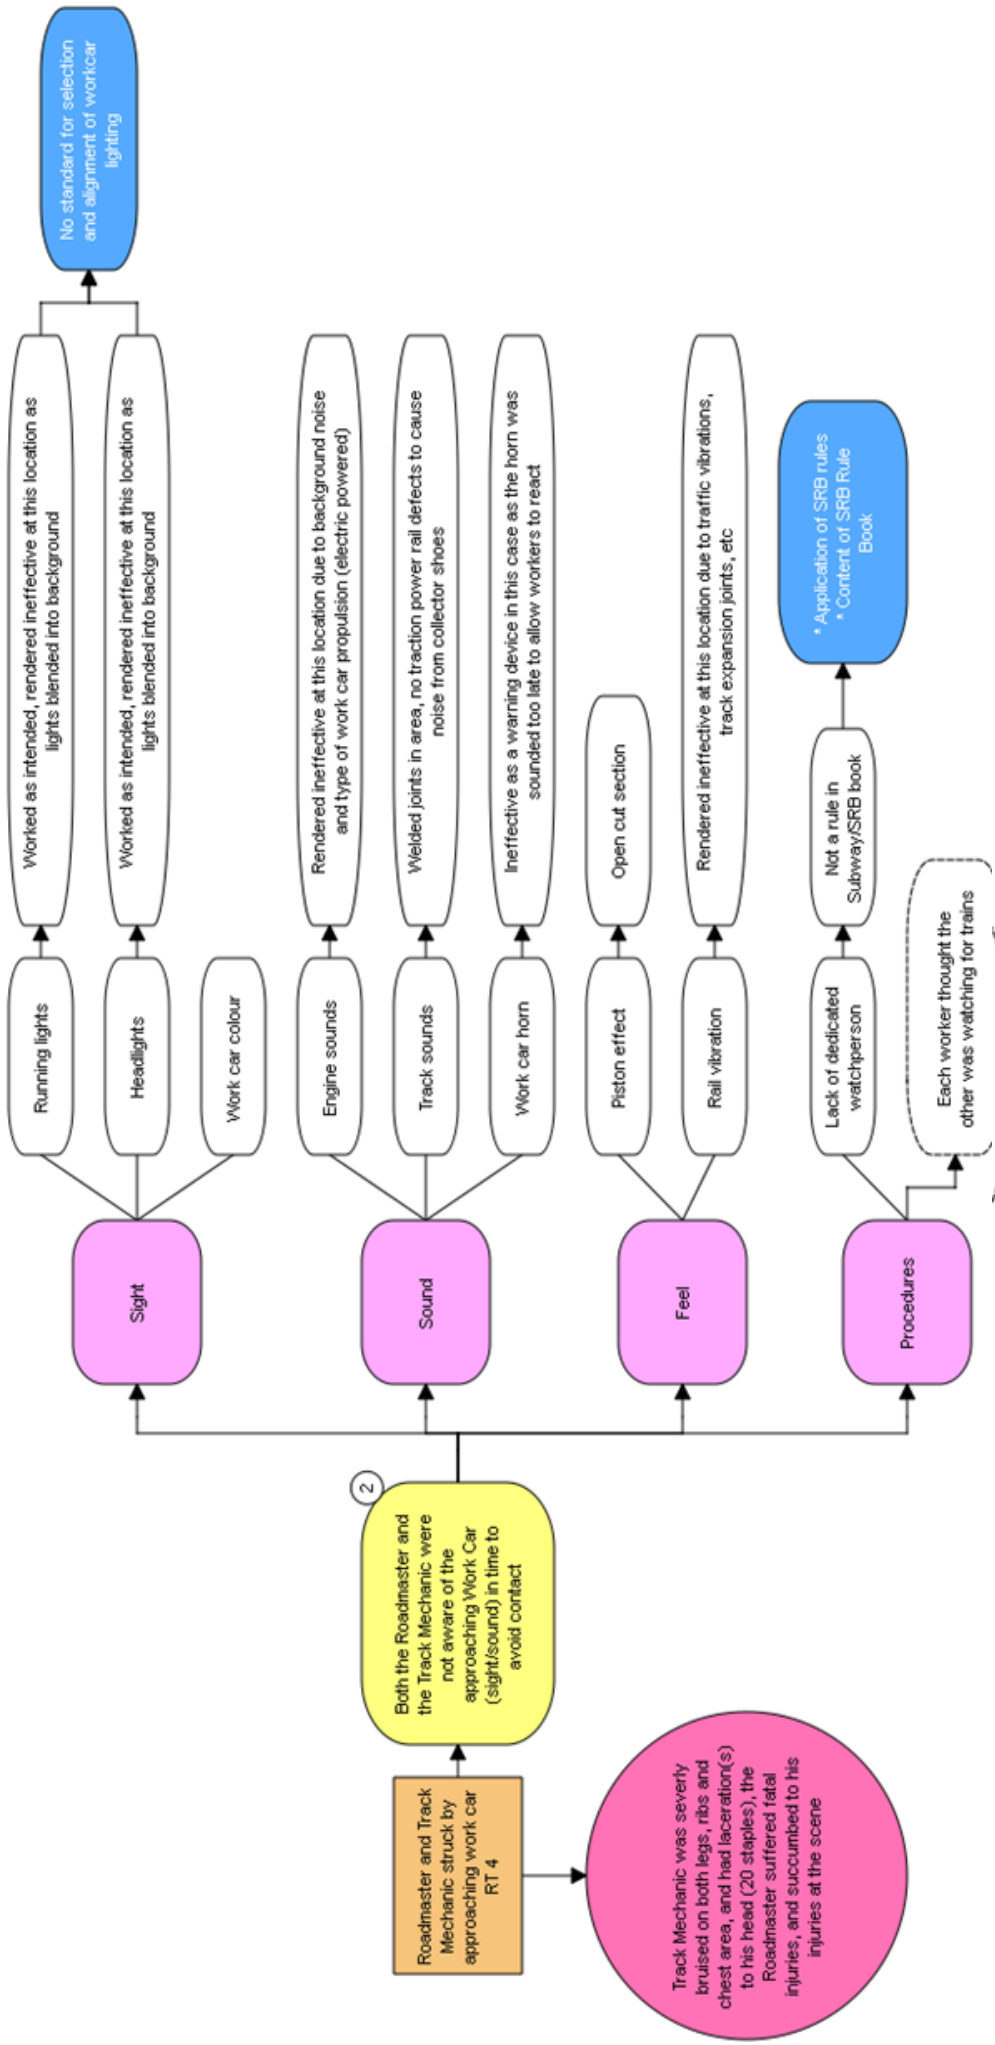 Roadmaster and Track
Mechanic struck by
approaching work car
RT 4
Track Mechanic was severly
bruised on both legs, ribs and
chest area, and had laceration(s)
to his head (20 staples), the
Roadmaster suffered fatal
injuries, and succumbed to his
injuries at the scene
2
Both the Roadmaster and
the Track Mechanic were
not aware of the
approaching Work Car
(sight/sound) in time to
avoid contact
Sight
Running lights
Worked as intended, rendered ineffective at this location as
lights blended into background
Headlights
Worked as intended, rendered ineffective at this location as
lights blended into background
No standard for selection
and alignment of workcar
lighting
Work car colour
Sound
Engine sounds
Rendered ineffective at this location due to background noise
and type of work car propulsion (electric powered)
Track sounds
Welded joints in area, no traction power rail defects to cause
noise from collector shoes
Work car horn
Ineffective as a warning device in this case as the horn was
sounded too late to allow workers to react
Feel
Piston effect
Open cut section
Rail vibration
Rendered ineffective at this location due to traffic vibrations,
track expansion joints, etc
Procedures
Lack of dedicated
watchperson
Not a rule in
Subway/SRB book
* Application of SRB rules
* Content of SRB Rule
Book
Each worker thought the
other was watching for trains